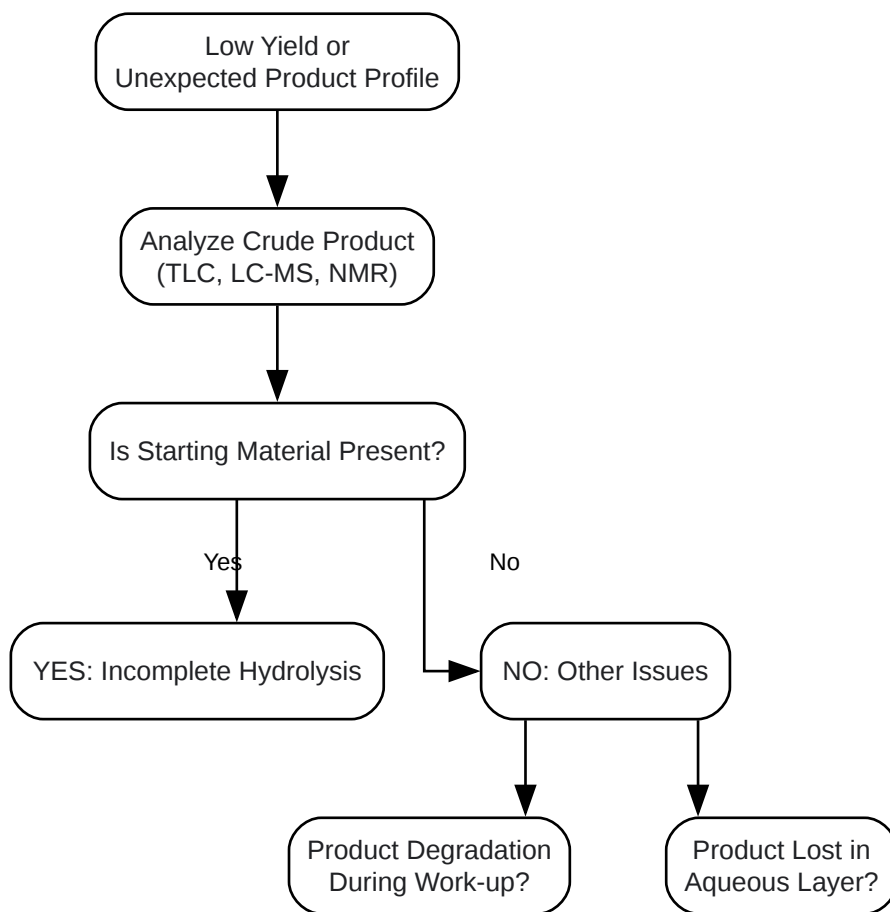 Low Yield or
Unexpected Product Profile
Analyze Crude Product
(TLC, LC-MS, NMR)
Is Starting Material Present?
Yes
No
YES: Incomplete Hydrolysis
NO: Other Issues
Product Degradation
During Work-up?
Product Lost in
Aqueous Layer?